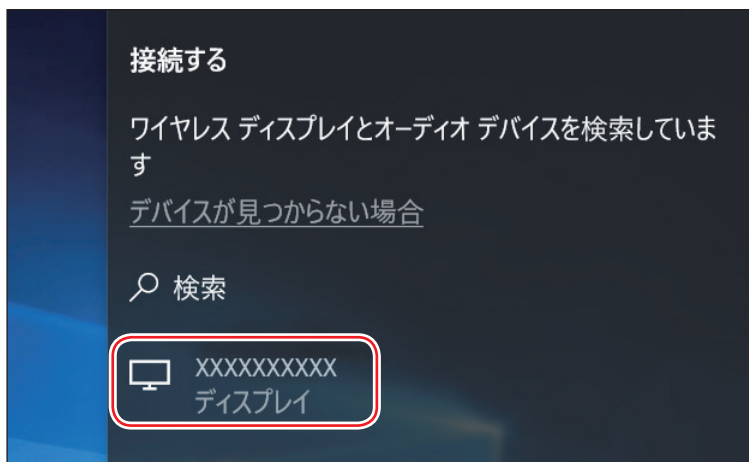 接続する
ワイヤレス ディスプレイとオーディオ デバイスを検索していま
す
デバイスが見つからない場合
検索
XXXXXXXXXX
ディスプレイ